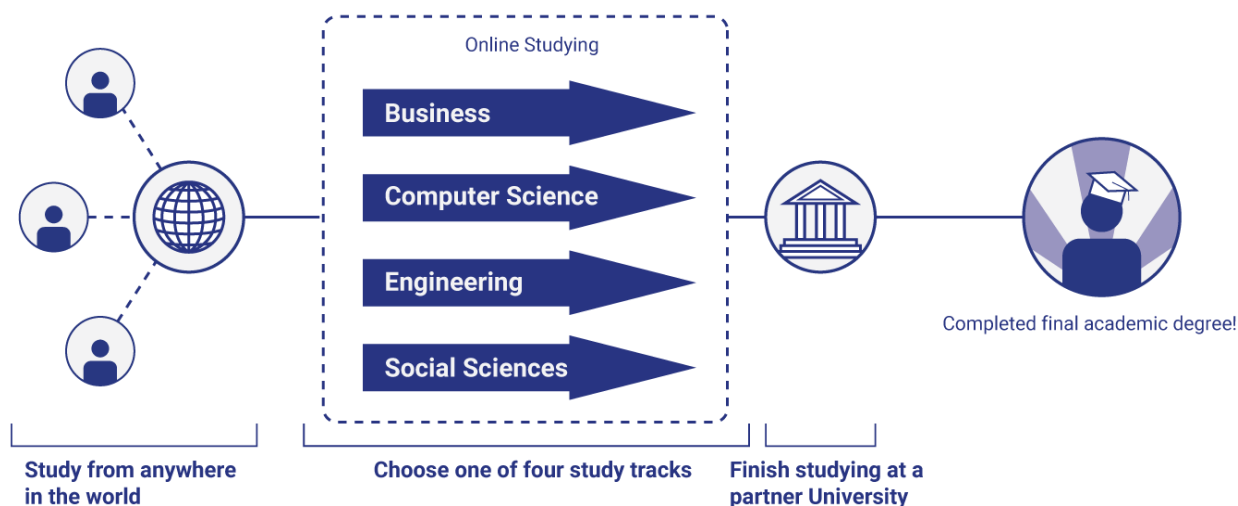 Online Studying
Business
Computer Science
Engineering
Social Sciences
Completed final academic degree!
Study from anywhere
in the world
Choose one of four study tracks
Finish studying at a
partner University